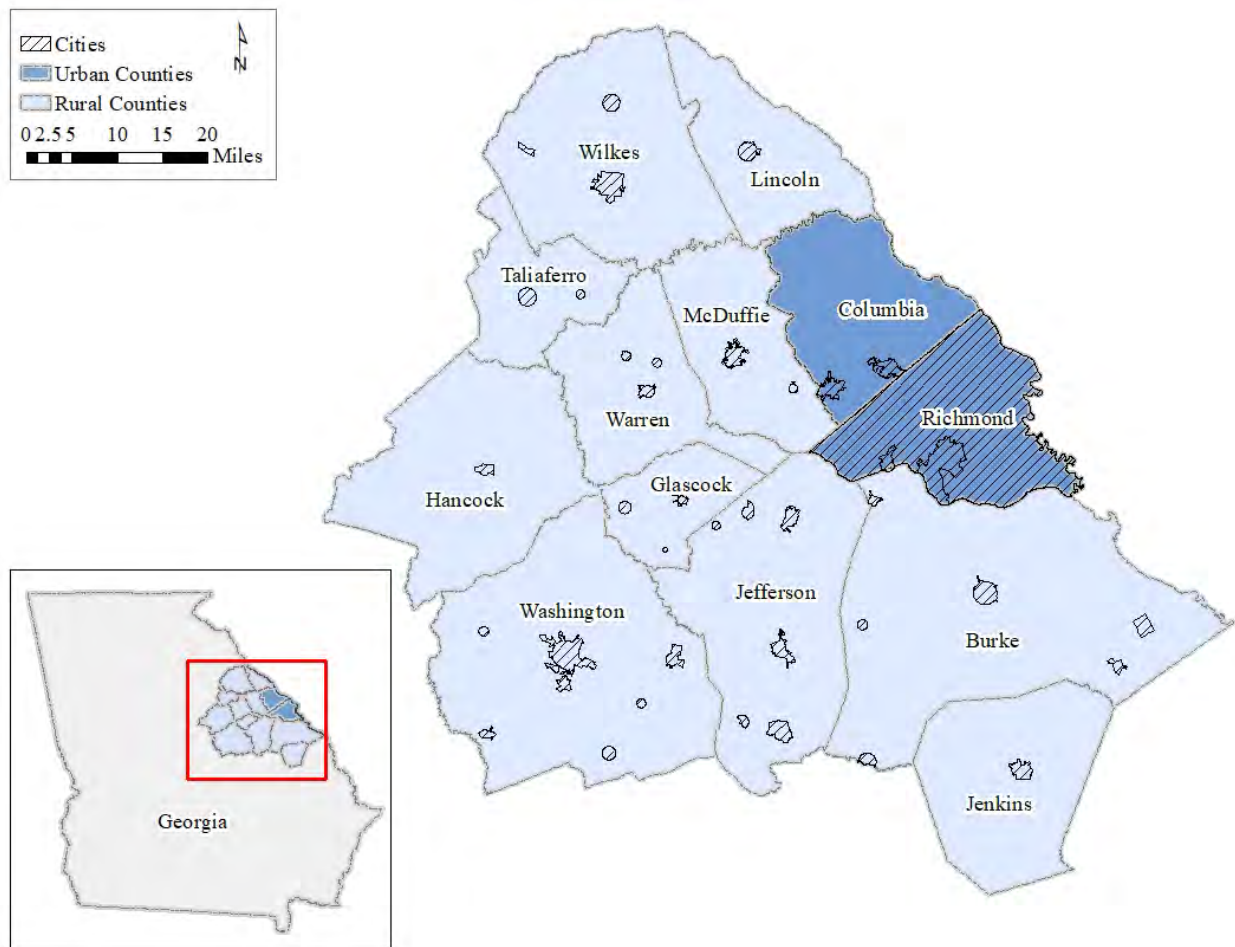 Cities
N
Urban Counties
Rural Counties
0 2.5 5 10 15 20
Miles
Wilkes
Lincoln
Taliaferro
McDuffie
Columbia
Warren
Richmond
Hancock
Glascock
Washington
Jefferson
Burke
Jenkins
Georgia